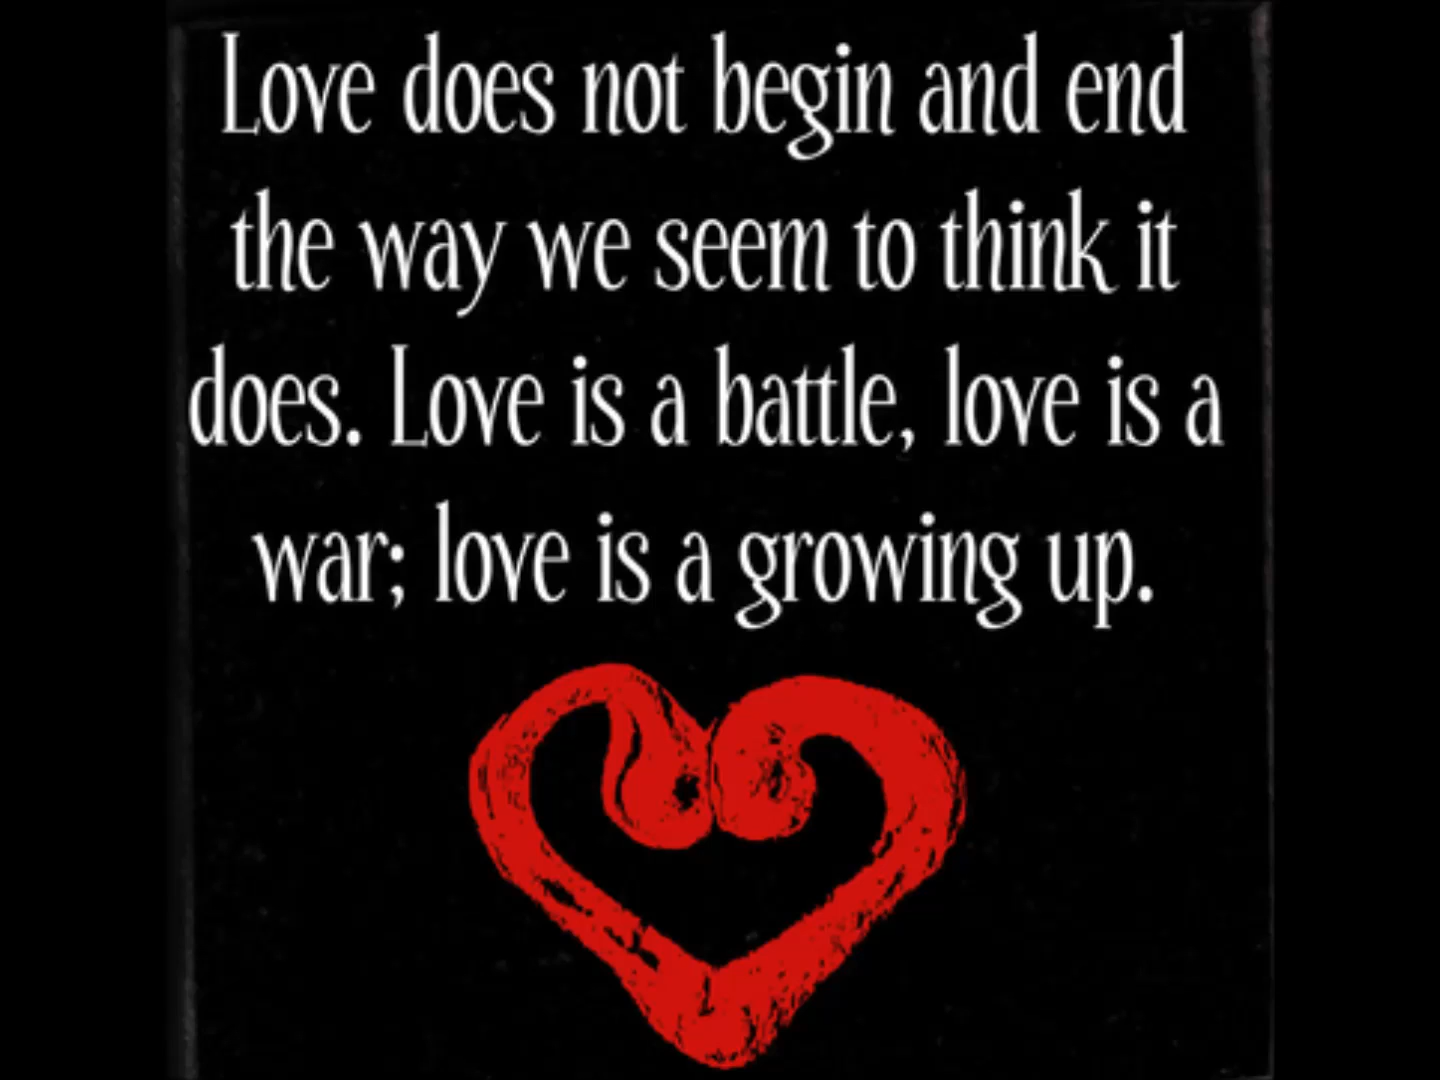 Love does not begin and end
the way we seem to think it
does. Love is a battle, love is a
war; love is a growing up.